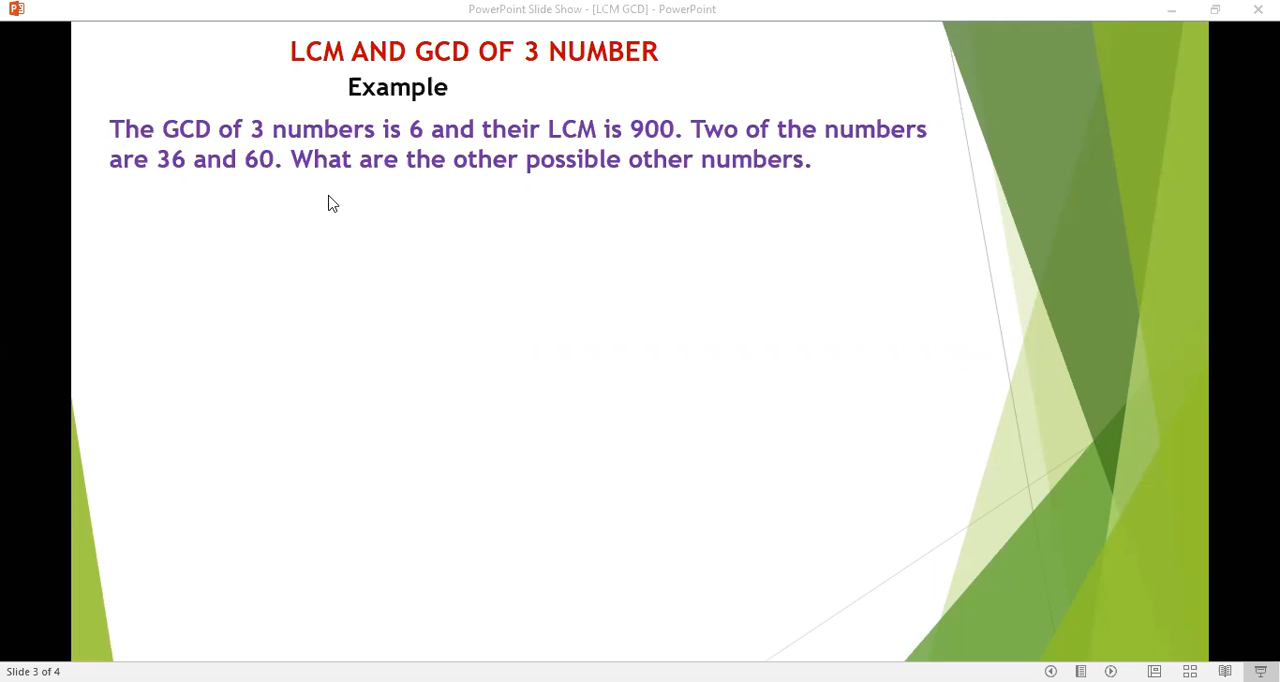 PowerPoint Slide Show - [LCM GCD] - PowerPoint
LCM AND GCD OF 3 NUMBER
Example
The GCD of 3 numbers is 6 and their LCM is 900. Two of the numbers
are 36 and 60. What are the other possible other numbers.
Slide 3 of 4